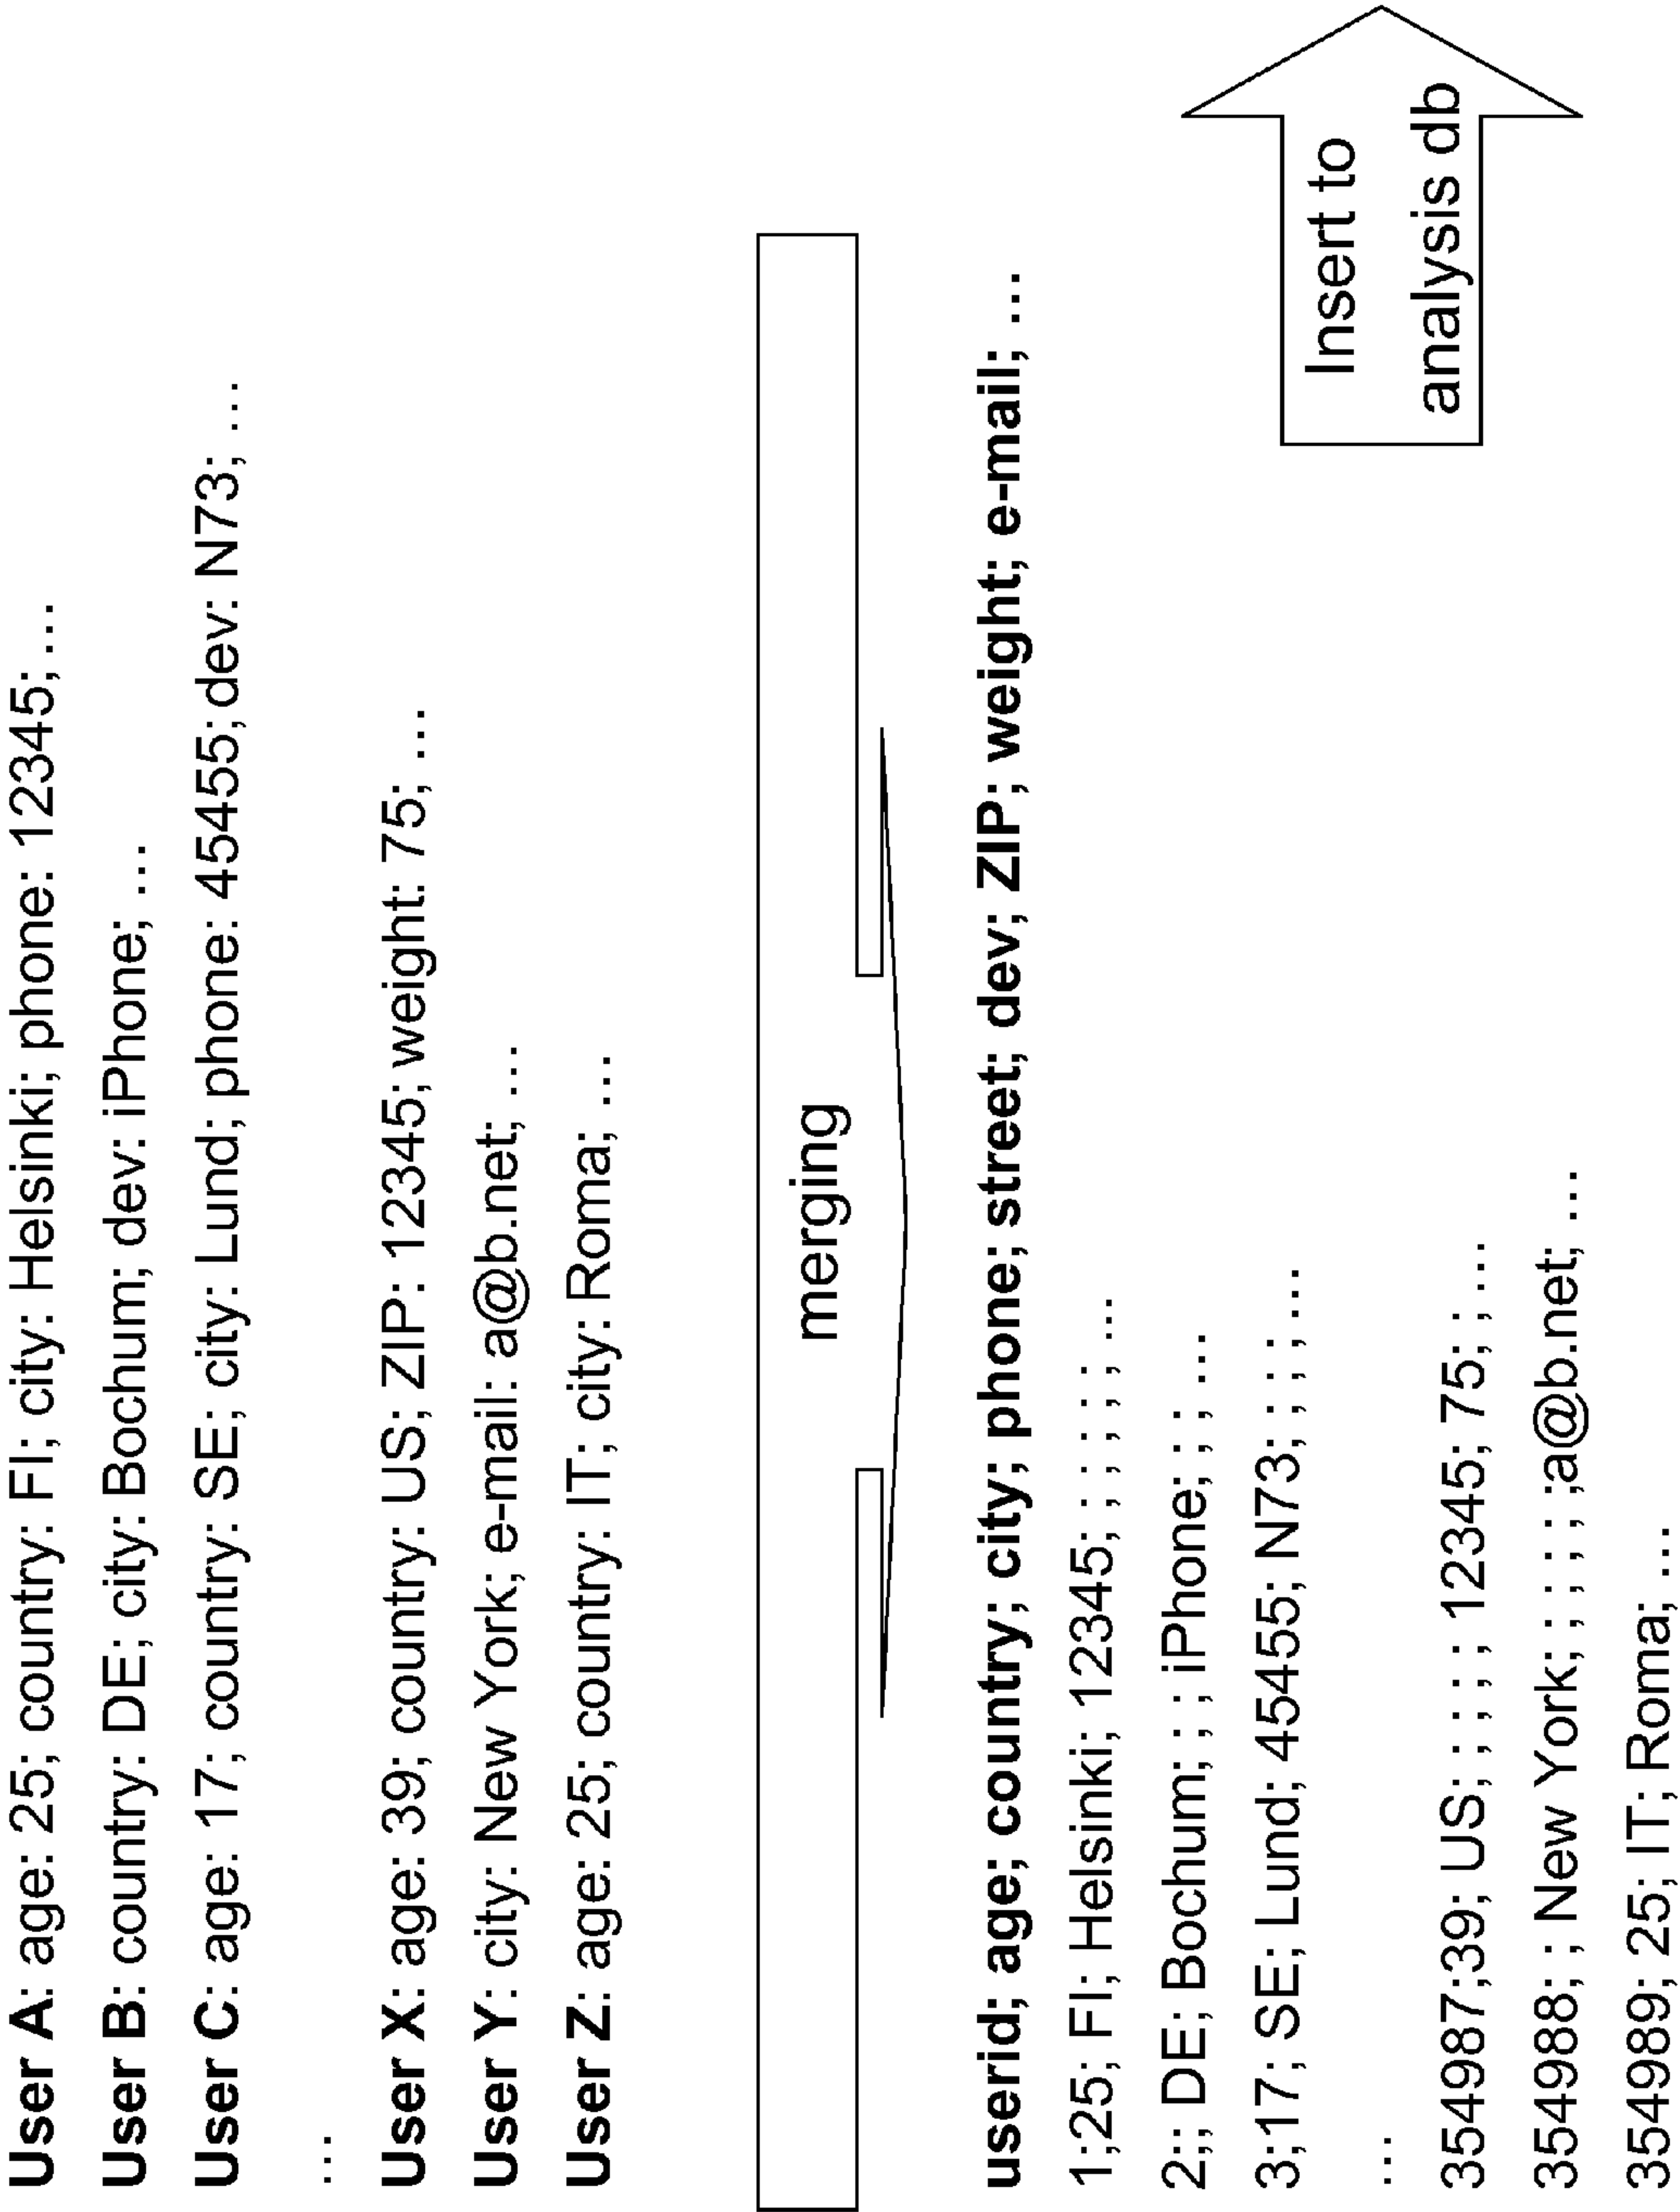 User A: age: 25; country: FI; city: Helsinki; phone: 12345; ...
User B: country: DE; city: Bochum; dev: iPhone; ...
User C: age: 17; country: SE; city: Lund; phone: 45455; dev: N73; ...
...
User X: age: 39; country: US; ZIP: 12345; weight: 75; ...
User Y: city: New York; e-mail: a@b.net; ...
User Z: age: 25; country: IT; city: Roma; ...
merging
userid; age; country; city; phone; street; dev; ZIP; weight; e-mail; ...
1;25; FI; Helsinki; 12345; ; ; ; ; ; ...
2;; DE; Bochum; ; ; iPhone; ; ; ...
3;17; SE; Lund; 45455; N73; ; ; ; ; ...
...
354987;39; US; ; ; ; ; 12345; 75; ; ...
354988; ; New York; ; ; ; ; ;a@b.net; ...
354989; 25; IT; Roma; ...
Insert to
analysis db